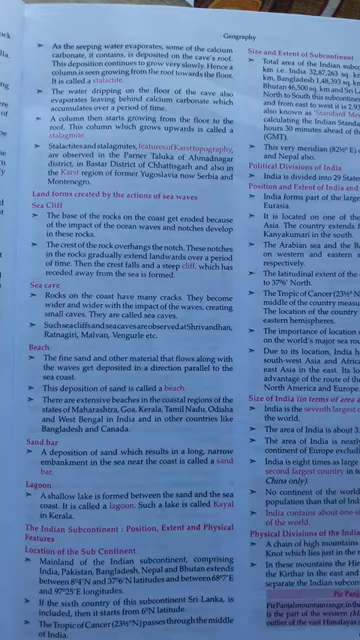 Geography
As the seeping water evaporates, some of the calcium
carbonate, it contains, is deposited on the cave's roof.
This deposition continues to grow very slowly. Hence a
column is seen growing from the roof towards the floor.
It is called a stalactite.
➤ The water dripping on the floor of the cave also
evaporates leaving behind calcium carbonate which
accumulates over a period of time.
➤ A column then starts growing from the floor to the
roof. This column which grows upwards is called a
stalagmite.
➤ Stalactites and stalagmites, features of Karst topography,
are observed in the Parner Taluka of Ahmadnagar
district, in Bastar District of Chhattisgarh and also in
the Karst region of former Yugoslavia now Serbia and
Montenegro.
Land forms created by the actions of sea waves
Sea Cliff
➤ The base of the rocks on the coast get eroded because
of the impact of the ocean waves and notches develop
in these rocks.
➤ The crest of the rock overhangs the notch. These notches
in the rocks gradually extend landwards over a period
of time. Then the crest falls and a steep cliff, which has
receded away from the sea is formed.
Sea cave
➤ Rocks on the coast have many cracks. They become
wider and wider with the impact of the waves, creating
small caves. They are called sea caves.
➤ Such sea cliffs and sea caves are observed at Shrivardhan,
Ratnagiri, Malvan, Vengurle etc.
Beach
➤ The fine sand and other material that flows along with
the waves get deposited in a direction parallel to the
sea coast.
➤ This deposition of sand is called a beach.
➤ There are extensive beaches in the coastal regions of the
states of Maharashtra, Goa, Kerala, Tamil Nadu, Odisha
and West Bengal in India and in other countries like
Bangladesh and Canada.
Sand bar
➤ A deposition of sand which results in a long, narrow
embankment in the sea near the coast is called a sand
bar.
Lagoon
➤ A shallow lake is formed between the sand and the sea
coast. It is called a lagoon. Such a lake is called Kayal
in Kerala.
The Indian Subcontinent : Position, Extent and Physical
Features
Location of the Sub Continent
➤ Mainland of the Indian subcontinent, comprising
India, Pakistan, Bangladesh, Nepal and Bhutan extends
between 8°4'N and 37°6'N latitudes and between 68°7'E
and 97°25'E longitudes.
➤ If the sixth country of this subcontinent Sri Lanka, is
included, then it starts from 6°N latitude.
➤ The Tropic of Cancer (23½°N) passes through the middle
of India.
Size and Extent of Subcontinent
➤ Total area of the Indian
km i.e. India 32,87,263 sq.
km, Bangladesh 1,48,393 sq.
Bhutan 46,500 sq. km and Sri
North to South this subcontinent
and from east to west it is
also known as "Standard
calculating the Indian Standard
hours 30 minutes ahead of
(GMT).
➤ This very meridian (82½° E)
and Nepal also.
Political Divisions of India
➤ India is divided into 29 States
Position and Extent of India and
➤ India forms part of the larger
Eurasia.
➤ It is located on one of the
Asia. The country extends
Kanyakumari in the south.
➤ The Arabian sea and the
on western and eastern
respectively.
➤ The latitudinal extent of the
to 37°6' North.
➤ The Tropic of Cancer (23½° N
middle of the country
The location of the country
eastern hemispheres.
➤ The importance of location
on the world's major sea
➤ Due to its location, India
south-west Asia and Africa
east Asia in the east. Its
advantage of the route of the
North America and Europe.
Size of India (in terms of area
➤ India is the seventh largest
the world.
➤ The area of India is about 3.
➤ The area of India is nearly
continent of Europe
➤ India is eight times as large
second largest country in
China only)
➤ No continent of the world
population than that of India
➤ India contains about
of the world.
Physical Divisions of the
➤ A chain of high mountains
Knot which lies just in the
➤ In these mountains the
the Kirthar in the east and
separate the Indian
Pir
Pir Panjal mountain range, in
is the part of the western
outlier of the vast Himalayan